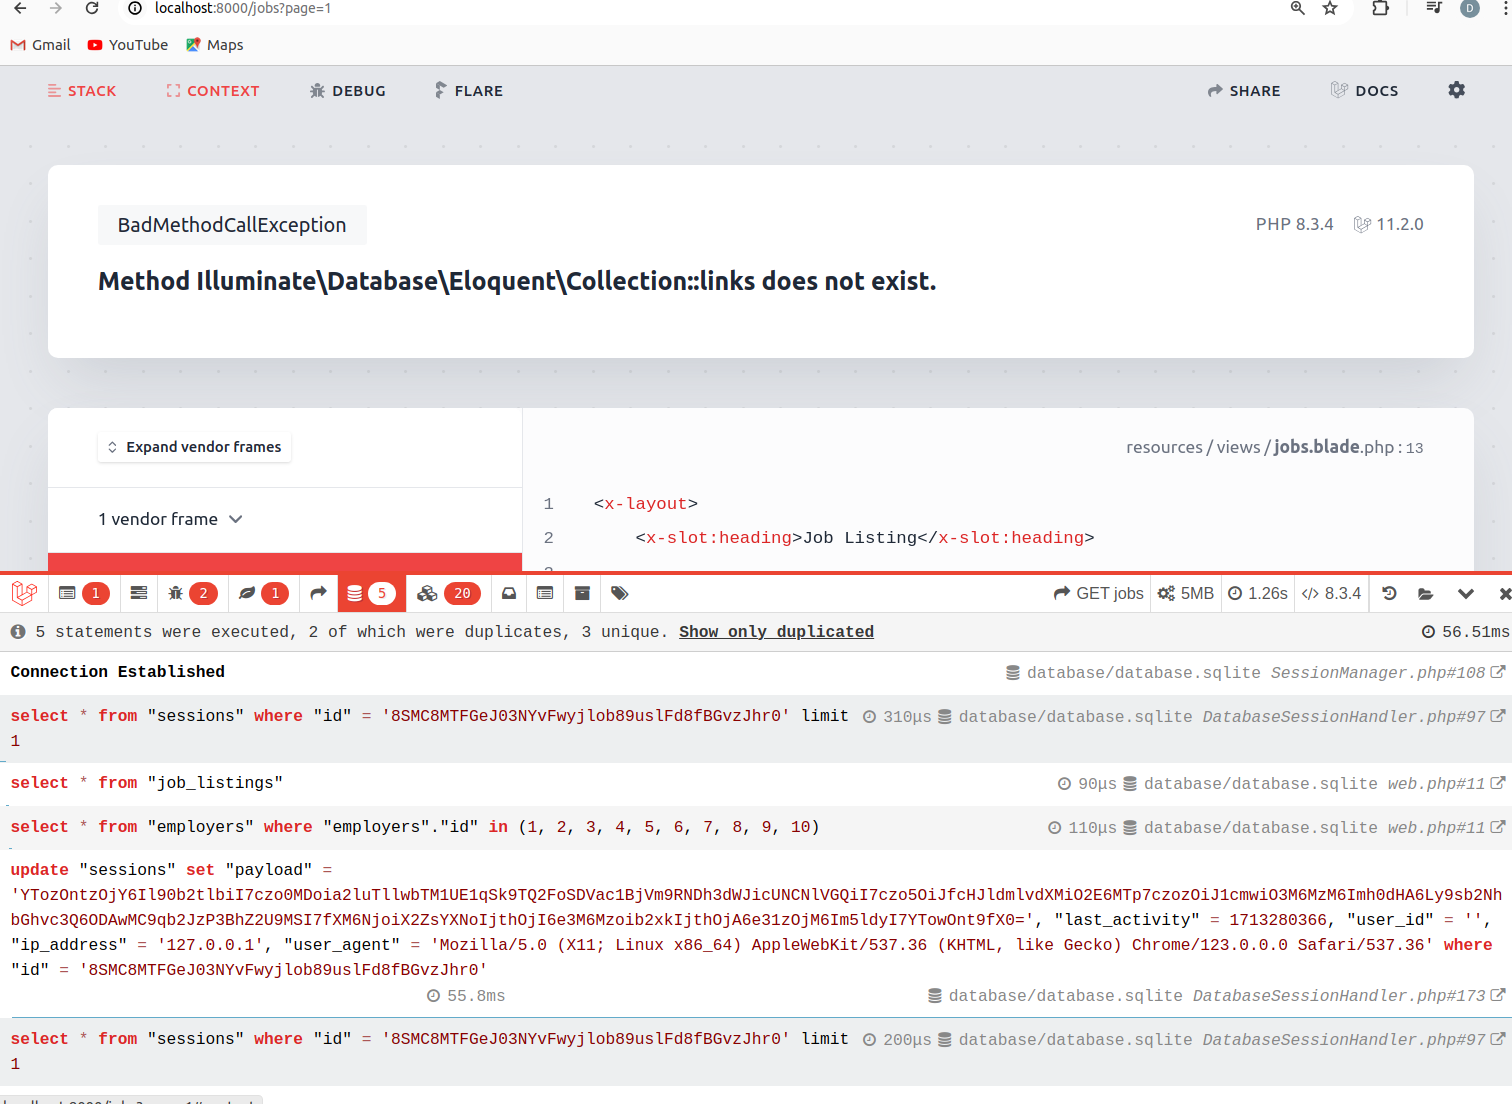 localhost:8000/jobs?page=1
D
Gmail YouTube Maps
STACK CONTEXT DEBUG FLARE SHARE DOCS
BadMethodCallException PHP 8.3.4 11.2.0
Method Illuminate\Database\Eloquent\Collection::links does not exist.
Expand vendor frames
resources / views / jobs.blade.php : 13
1 vendor frame
1 <x-layout>
2 <x-slot:heading>Job Listing</x-slot:heading>
1 2 1 5 20 GET jobs 5MB 1.26s 8.3.4
5 statements were executed, 2 of which were duplicates, 3 unique. Show only duplicated 56.51ms
Connection Established database/database.sqlite SessionManager.php#108
select * from "sessions" where "id" = '8SMC8MTFGeJ03NYvFwyjlob89uslFd8fBGvzJhr0' limit 310μs database/database.sqlite DatabaseSessionHandler.php#97
1
select * from "job_listings" 90μs database/database.sqlite web.php#11
select * from "employers" where "employers"."id" in (1, 2, 3, 4, 5, 6, 7, 8, 9, 10) 110μs database/database.sqlite web.php#11
update "sessions" set "payload" =
'YTozOntzOjY6Il90b2tlbiI7czo0MDoia2luTllwbTM1UE1qSk9TQ2FoSDVac1BjVm9RNDh3dWJicUNCNlVGQiI7czo5OiJfcHJldmlvdXMiO2E6MTp7czozOiJ1cmwiO3M6MzM6Imh0dHA6Ly9sb2Nh
bGhvc3Q6ODAwMC9qb2JzP3BhZ2U9MSI7fXM6NjoiX2ZsYXNoIjthOjI6e3M6Mzoib2xkIjthOjA6e31zOjM6Im5ldyI7YTowOnt9fX0=', "last_activity" = 1713280366, "user_id" = '',
"ip_address" = '127.0.0.1', "user_agent" = 'Mozilla/5.0 (X11; Linux x86_64) AppleWebKit/537.36 (KHTML, like Gecko) Chrome/123.0.0.0 Safari/537.36' where
"id" = '8SMC8MTFGeJ03NYvFwyjlob89uslFd8fBGvzJhr0'
55.8ms database/database.sqlite DatabaseSessionHandler.php#173
select * from "sessions" where "id" = '8SMC8MTFGeJ03NYvFwyjlob89uslFd8fBGvzJhr0' limit 200μs database/database.sqlite DatabaseSessionHandler.php#97
1